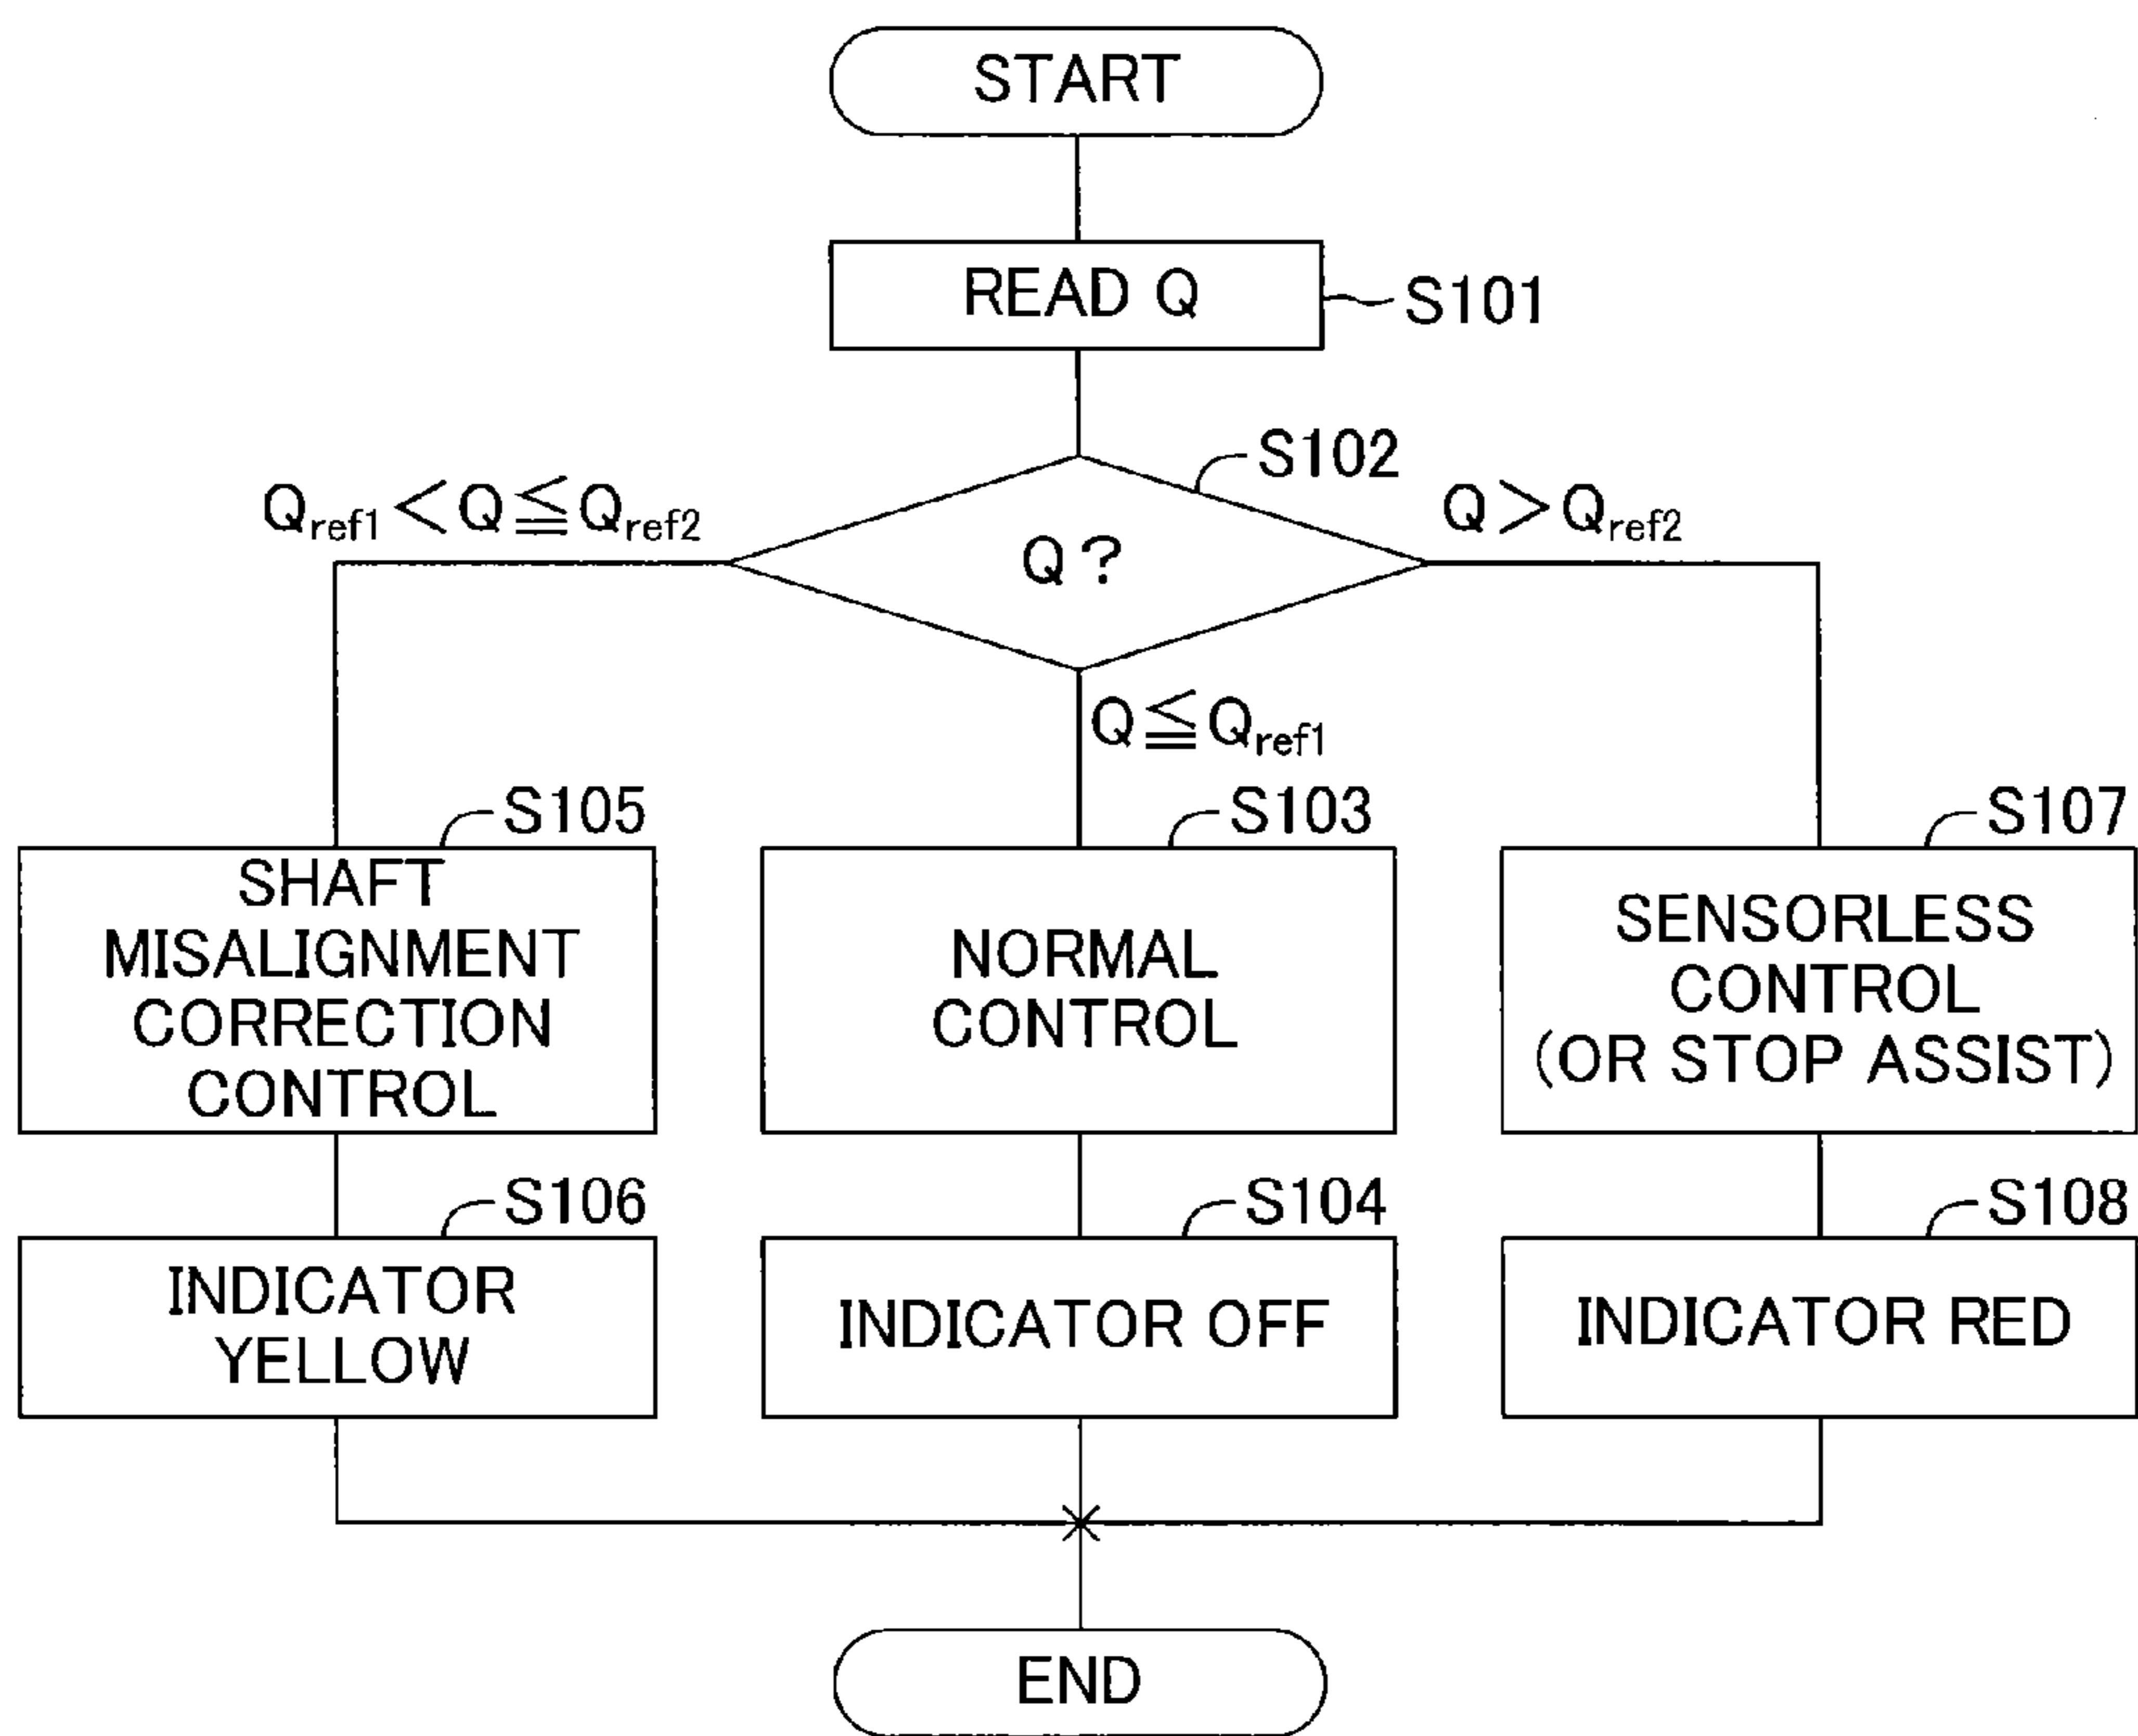 START
READ Q
S101
S102
Qref1<Q≦Qref2
Q>Qref2
Q?
Q≦Qref1
S105
S103
S107
SHAFT
MISALIGNMENT
CORRECTION
CONTROL
NORMAL
CONTROL
SENSORLESS
CONTROL
(OR STOP ASSIST)
S106
S104
S108
INDICATOR
YELLOW
INDICATOR OFF
INDICATOR RED
END